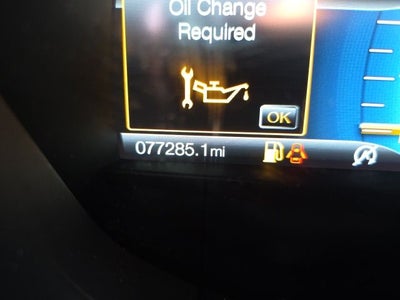 Oil Change
Required
OK
077285.1mi